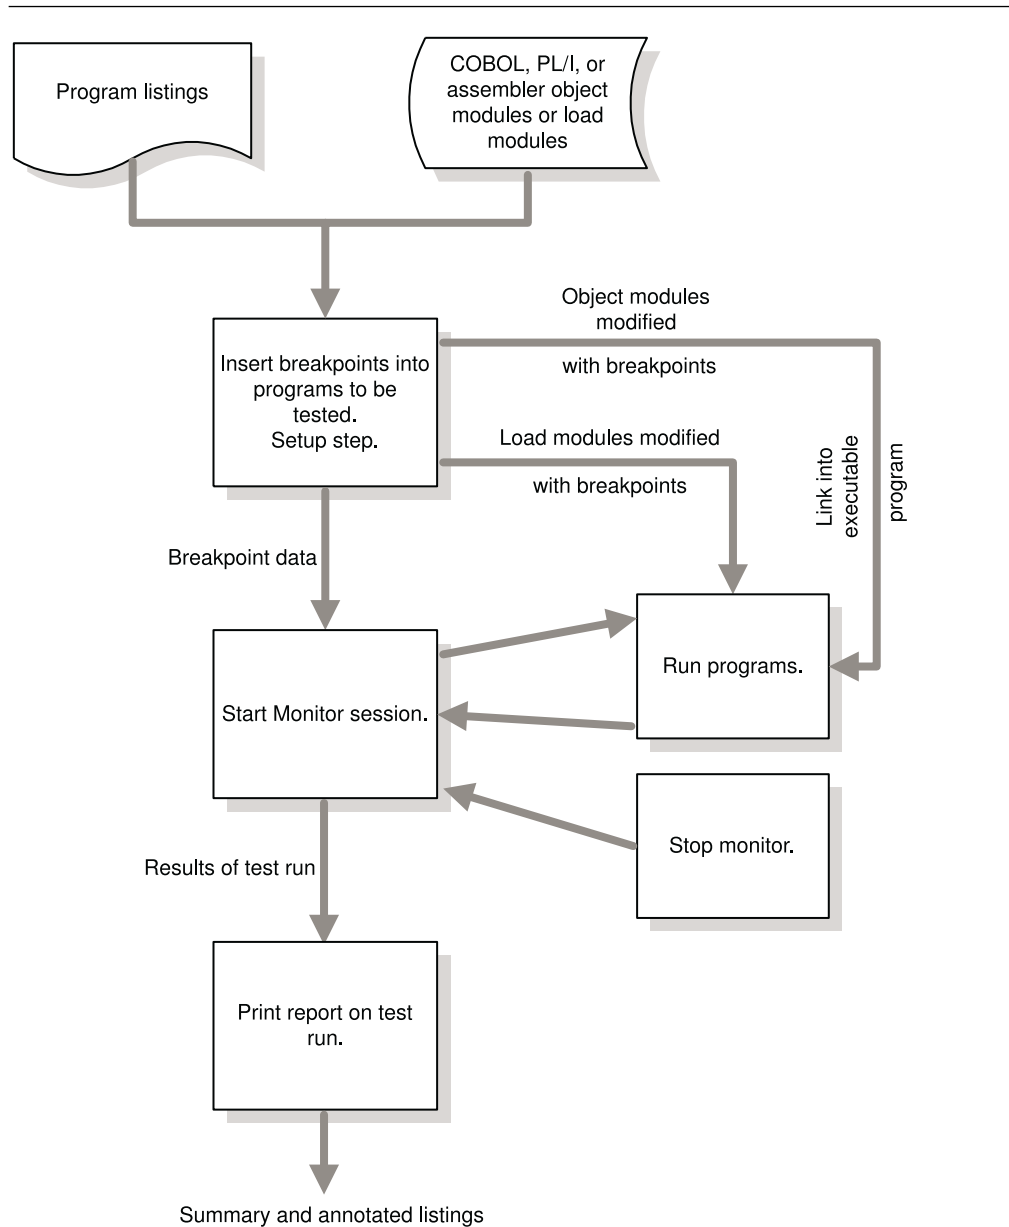 Program listings
COBOL, PL/I, or
assembler object
modules or load
modules
Object modules
modified
with breakpoints
Insert breakpoints into
programs to be
tested.
Setup step.
Load modules modified
with breakpoints
Link into
executable
program
Breakpoint data
Run programs.
Start Monitor session.
Stop monitor.
Results of test run
Print report on test
run.
Summary and annotated listings